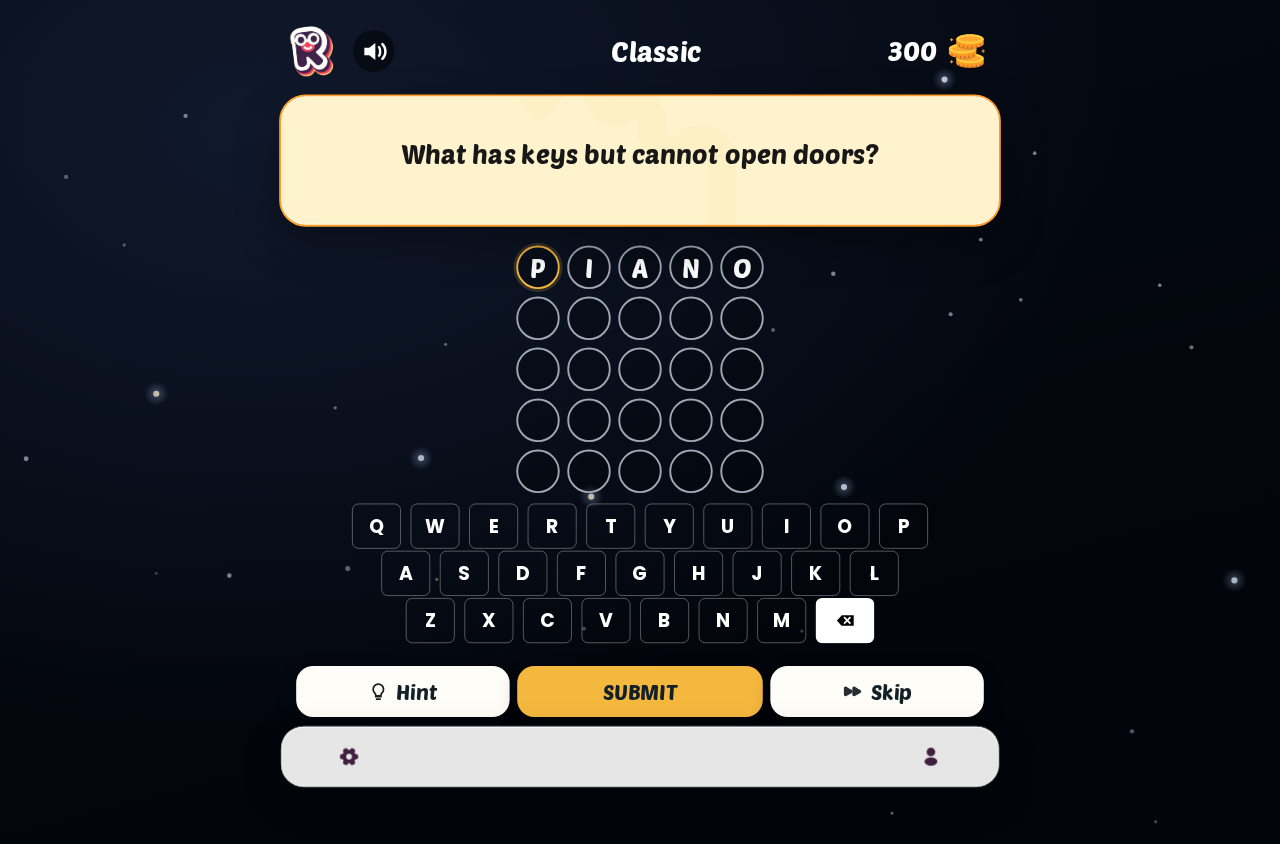 Classic
300
What has keys but cannot open doors?
P I A N O
Q W E R T Y U I O P
A S D F G H J K L
Z X C V B N M
Hint
SUBMIT
Skip